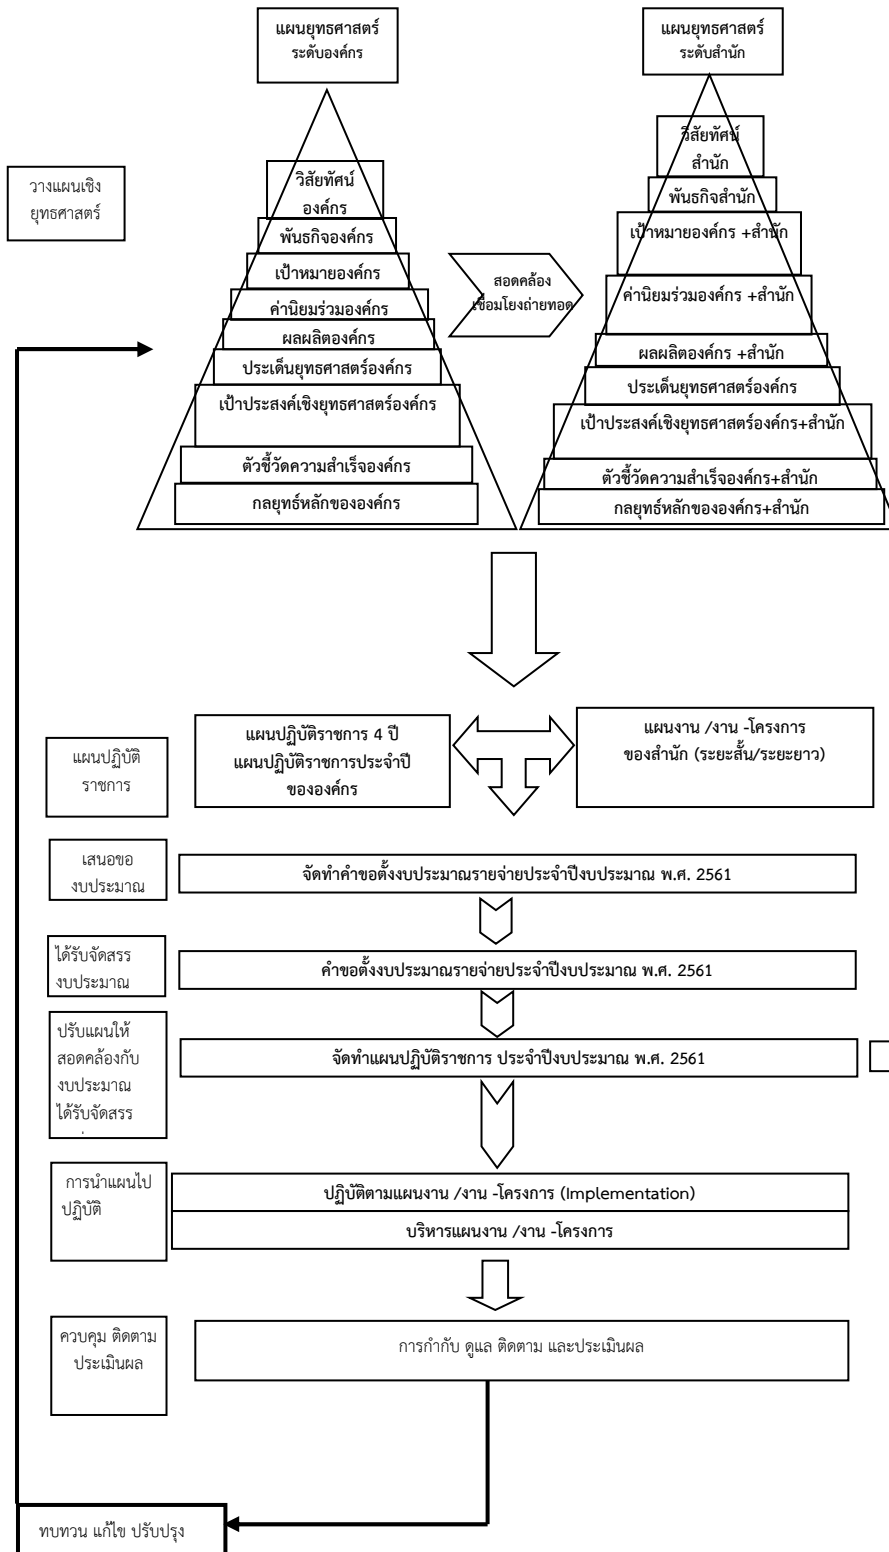 แผนยุทธศาสตร์
ระดับองค์กร
แผนยุทธศาสตร์
ระดับสำนัก
วางแผนเชิง
ยุทธศาสตร์
วิสัยทัศน์
องค์กร
พันธกิจองค์กร
เป้าหมายองค์กร
ค่านิยมร่วมองค์กร
ผลผลิตองค์กร
ประเด็นยุทธศาสตร์องค์กร
เป้าประสงค์เชิงยุทธศาสตร์องค์กร
ตัวชี้วัดความสำเร็จองค์กร
กลยุทธ์หลักขององค์กร
สอดคล้อง
เชื่อมโยงถ่ายทอด
วิสัยทัศน์
สำนัก
พันธกิจสำนัก
เป้าหมายองค์กร +สำนัก
ค่านิยมร่วมองค์กร +สำนัก
ผลผลิตองค์กร +สำนัก
ประเด็นยุทธศาสตร์องค์กร
เป้าประสงค์เชิงยุทธศาสตร์องค์กร+สำนัก
ตัวชี้วัดความสำเร็จองค์กร+สำนัก
กลยุทธ์หลักขององค์กร+สำนัก
แผนปฏิบัติ
ราชการ
แผนปฏิบัติราชการ 4 ปี
แผนปฏิบัติราชการประจำปี
ขององค์กร
แผนงาน /งาน -โครงการ
ของสำนัก (ระยะสั้น/ระยะยาว)
เสนอขอ
งบประมาณ
จัดทำคำขอตั้งงบประมาณรายจ่ายประจำปีงบประมาณ พ.ศ. 2561
ได้รับจัดสรร
งบประมาณ
คำขอตั้งงบประมาณรายจ่ายประจำปีงบประมาณ พ.ศ. 2561
ปรับแผนให้
สอดคล้องกับ
งบประมาณ
ได้รับจัดสรร
จัดทำแผนปฏิบัติราชการ ประจำปีงบประมาณ พ.ศ. 2561
การนำแผนไป
ปฏิบัติ
ปฏิบัติตามแผนงาน /งาน -โครงการ (Implementation)
บริหารแผนงาน /งาน -โครงการ
ควบคุม ติดตาม
ประเมินผล
การกำกับ ดูแล ติดตาม และประเมินผล
ทบทวน แก้ไข ปรับปรุง